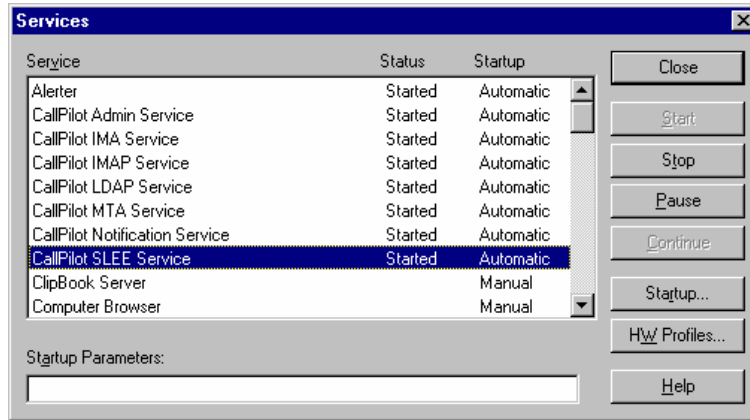 Services
Service Status Startup
Alerter Started Automatic
CallPilot Admin Service Started Automatic
CallPilot IMA Service Started Automatic
CallPilot IMAP Service Started Automatic
CallPilot LDAP Service Started Automatic
CallPilot MTA Service Started Automatic
CallPilot Notification Service Started Automatic
CallPilot SLEE Service Started Automatic
ClipBook Server Manual
Computer Browser Manual
Startup Parameters:
Close
Start
Stop
Pause
Continue
Startup...
HW Profiles...
Help